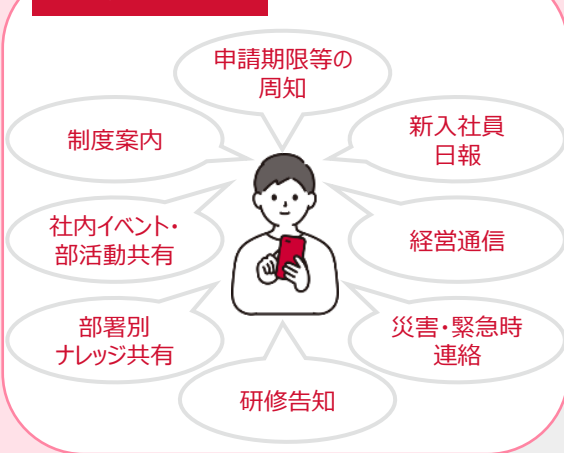 申請期限等の
周知
制度案内
新入社員
日報
社内イベント・
部活動共有
経営通信
部署別
ナレッジ共有
災害・緊急時
連絡
研修告知